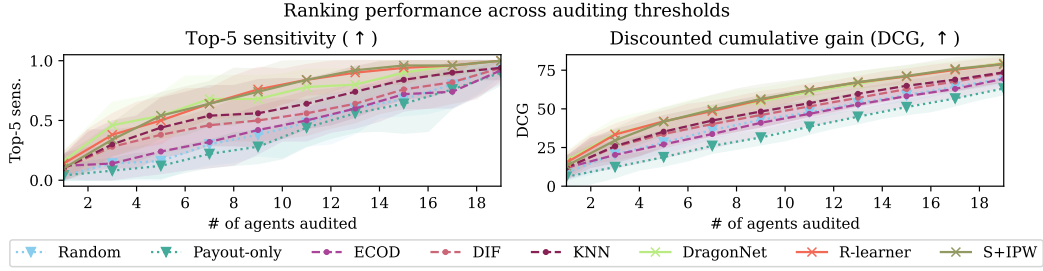 Ranking performance across auditing thresholds
Top-5 sensitivity (↑)
Top-5 sens.
1.0
0.5
0.0
2 4 6 8 10 12 14 16 18
# of agents audited
Discounted cumulative gain (DCG, ↑)
DCG
75
50
25
0
2 4 6 8 10 12 14 16 18
# of agents audited
Random Payout-only ECOD DIF KNN DragonNet R-learner S+IPW